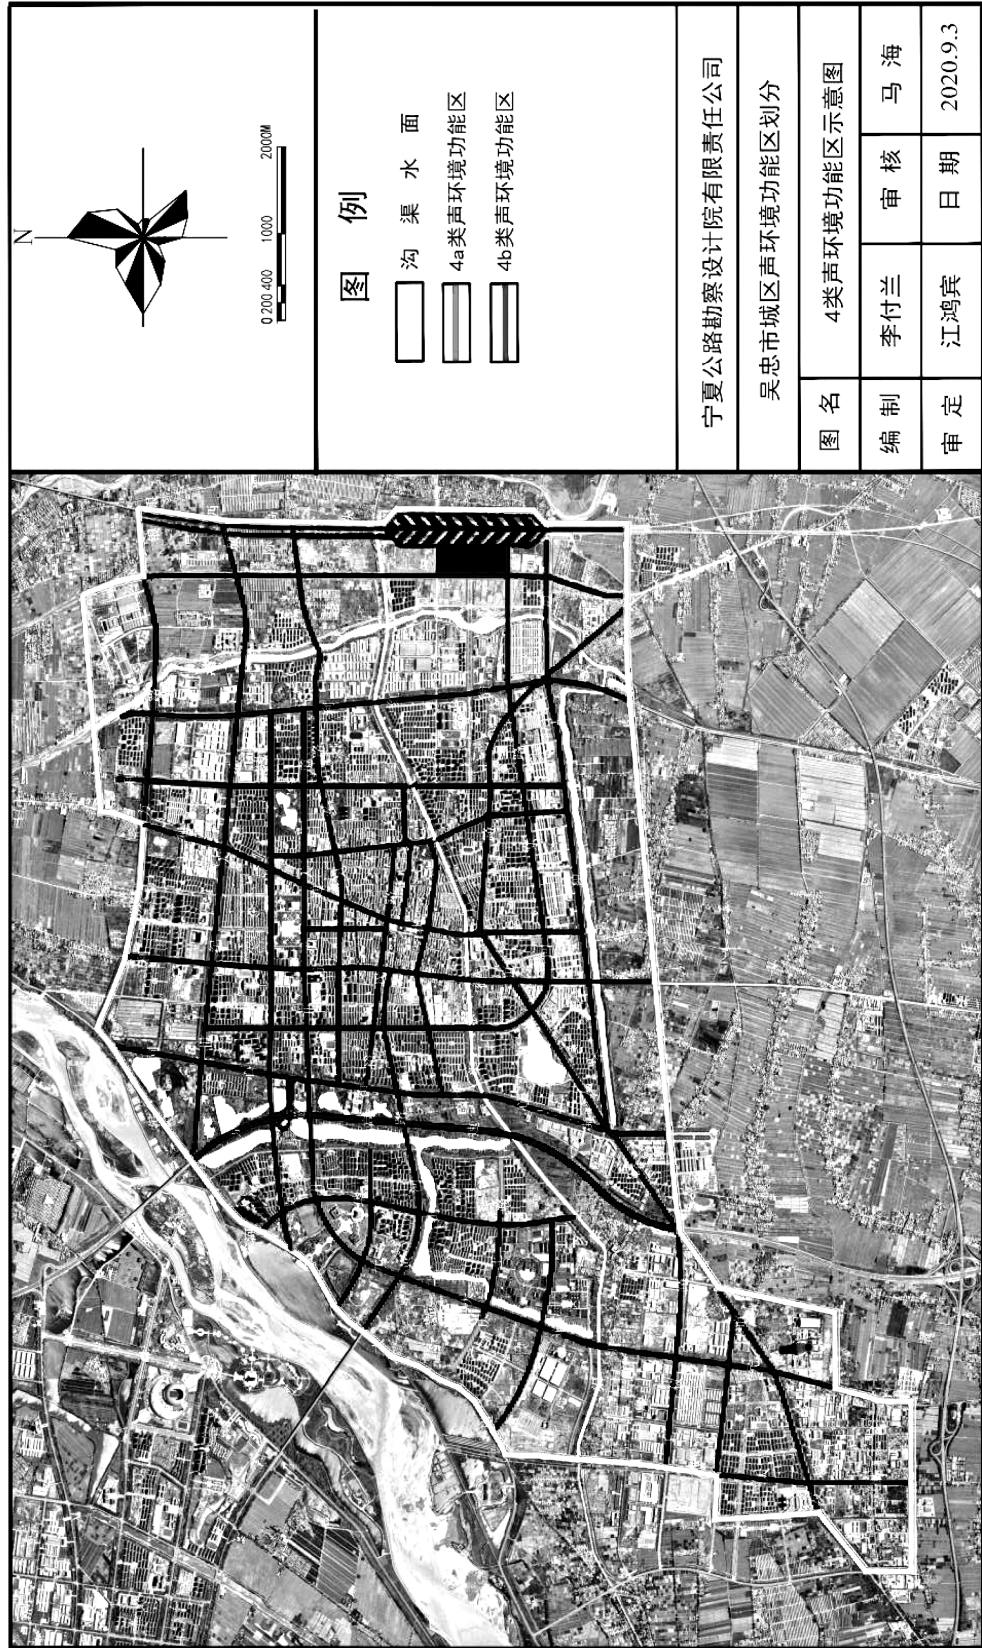 N
0 200 400 1000 2000M
图 例
沟 渠 水 面
4a类声环境功能区
4b类声环境功能区
宁夏公路勘察设计院有限责任公司
吴忠市城区声环境功能区划分
图 名 4类声环境功能区示意图
编 制 李付兰 审 核 马 海
审 定 江鸿宾 日 期 2020.9.3